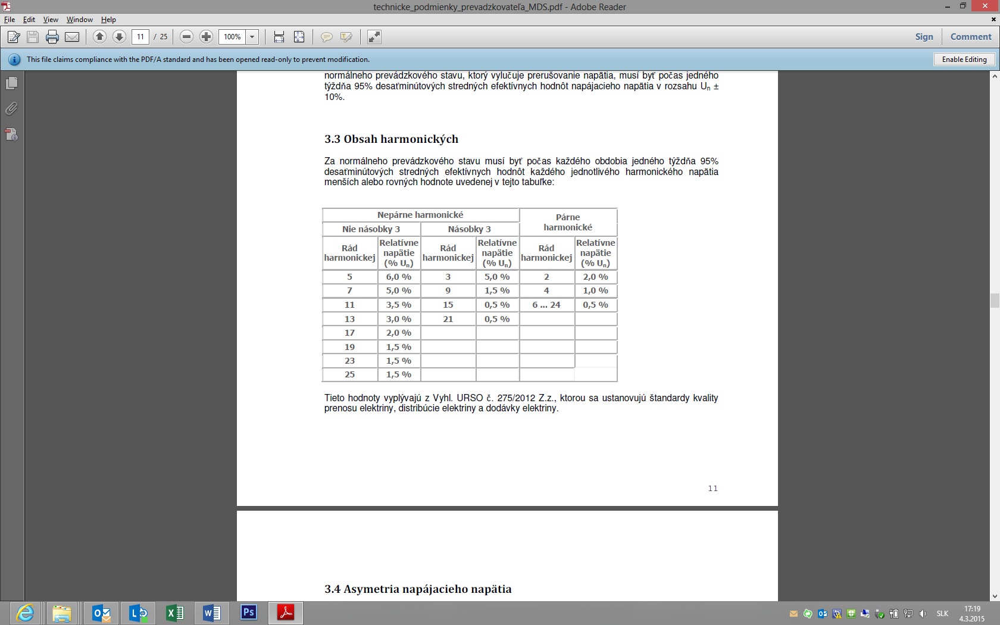 technicke_podmienky_prevadzkovateľa_MDS.pdf - Adobe Reader
File Edit View Window Help
11 / 25 100% Sign Comment
This file claims compliance with the PDF/A standard and has been opened read-only to prevent modification. Enable Editing
normálneho prevádzkového stavu, ktorý vylučuje prerušovanie napätia, musí byť počas jedného
týždňa 95% desaťminútových stredných efektívnych hodnôt napájacieho napätia v rozsahu Un ±
10%.
3.3 Obsah harmonických
Za normálneho prevádzkového stavu musí byť počas každého obdobia jedného týždňa 95%
desaťminútových stredných efektívnych hodnôt každého jednotlivého harmonického napätia
menších alebo rovných hodnote uvedenej v tejto tabuľke:
Nepárne harmonické Párne harmonické
Nie násobky 3 Násobky 3
Rád harmonickej Relatívne napätie (% Un) Rád harmonickej Relatívne napätie (% Un) Rád harmonickej Relatívne napätie (% Un)
5 6,0 % 3 5,0 % 2 2,0 %
7 5,0 % 9 1,5 % 4 1,0 %
11 3,5 % 15 0,5 % 6 ... 24 0,5 %
13 3,0 % 21 0,5 %
17 2,0 %
19 1,5 %
23 1,5 %
25 1,5 %
Tieto hodnoty vyplývajú z Vyhl. URSO č. 275/2012 Z.z., ktorou sa ustanovujú štandardy kvality
prenosu elektriny, distribúcie elektriny a dodávky elektriny.
11
3.4 Asymetria napájacieho napätia
SLK 17:19
4.3.2015